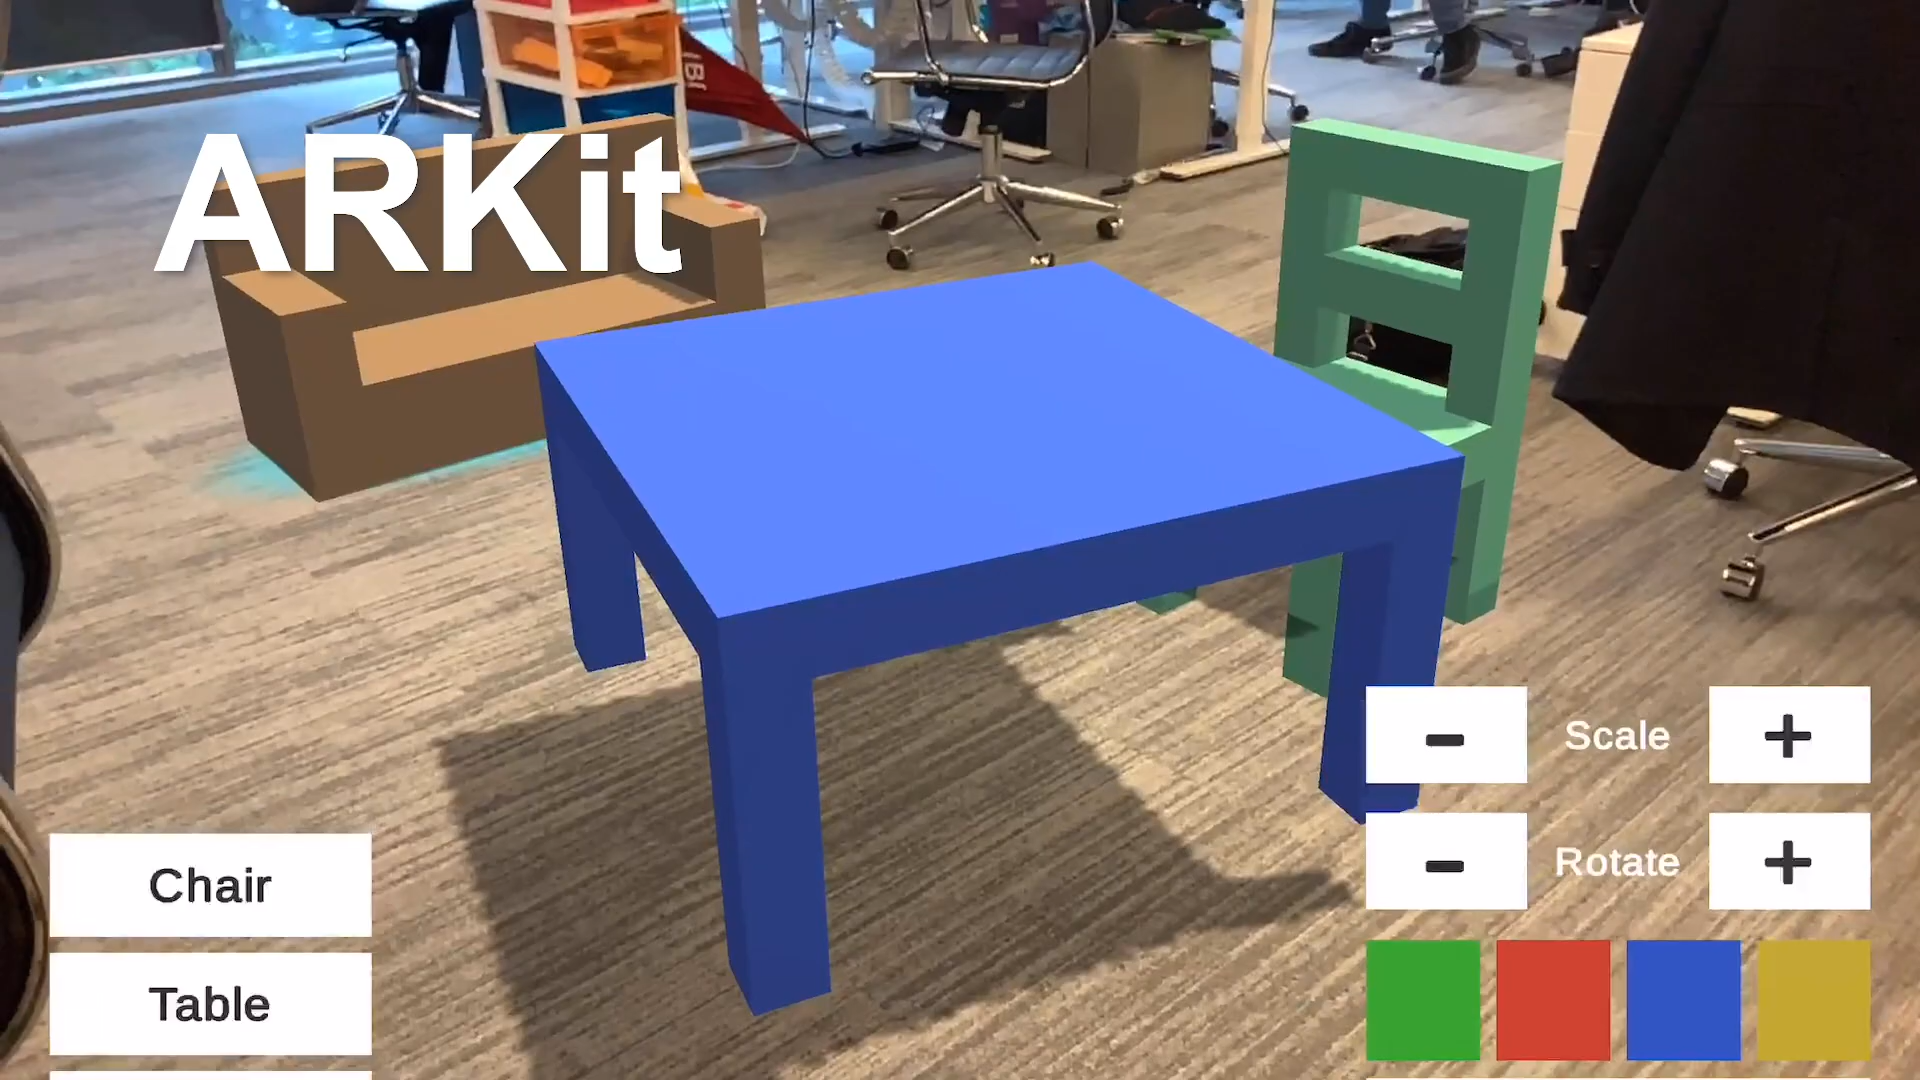 ARKit
- Scale +
- Rotate +
Chair
Table